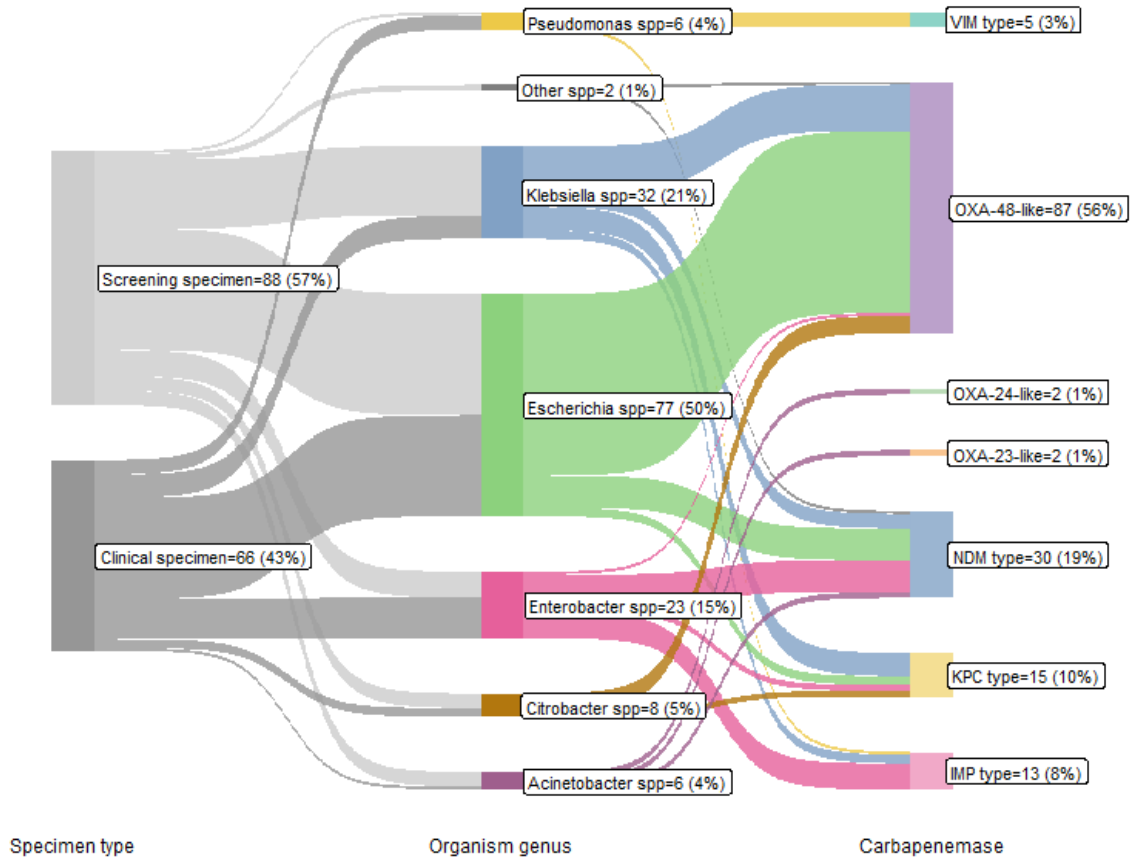 Pseudomonas spp=6 (4%)
VIM type=5 (3%)
Other spp=2 (1%)
Klebsiella spp=32 (21%)
OXA-48-like=87 (56%)
Screening specimen=88 (57%)
OXA-24-like=2 (1%)
Escherichia spp=77 (50%)
OXA-23-like=2 (1%)
Clinical specimen=66 (43%)
NDM type=30 (19%)
Enterobacter spp=23 (15%)
KPC type=15 (10%)
Citrobacter spp=8 (5%)
IMP type=13 (8%)
Acinetobacter spp=6 (4%)
Specimen type
Organism genus
Carbapenemase